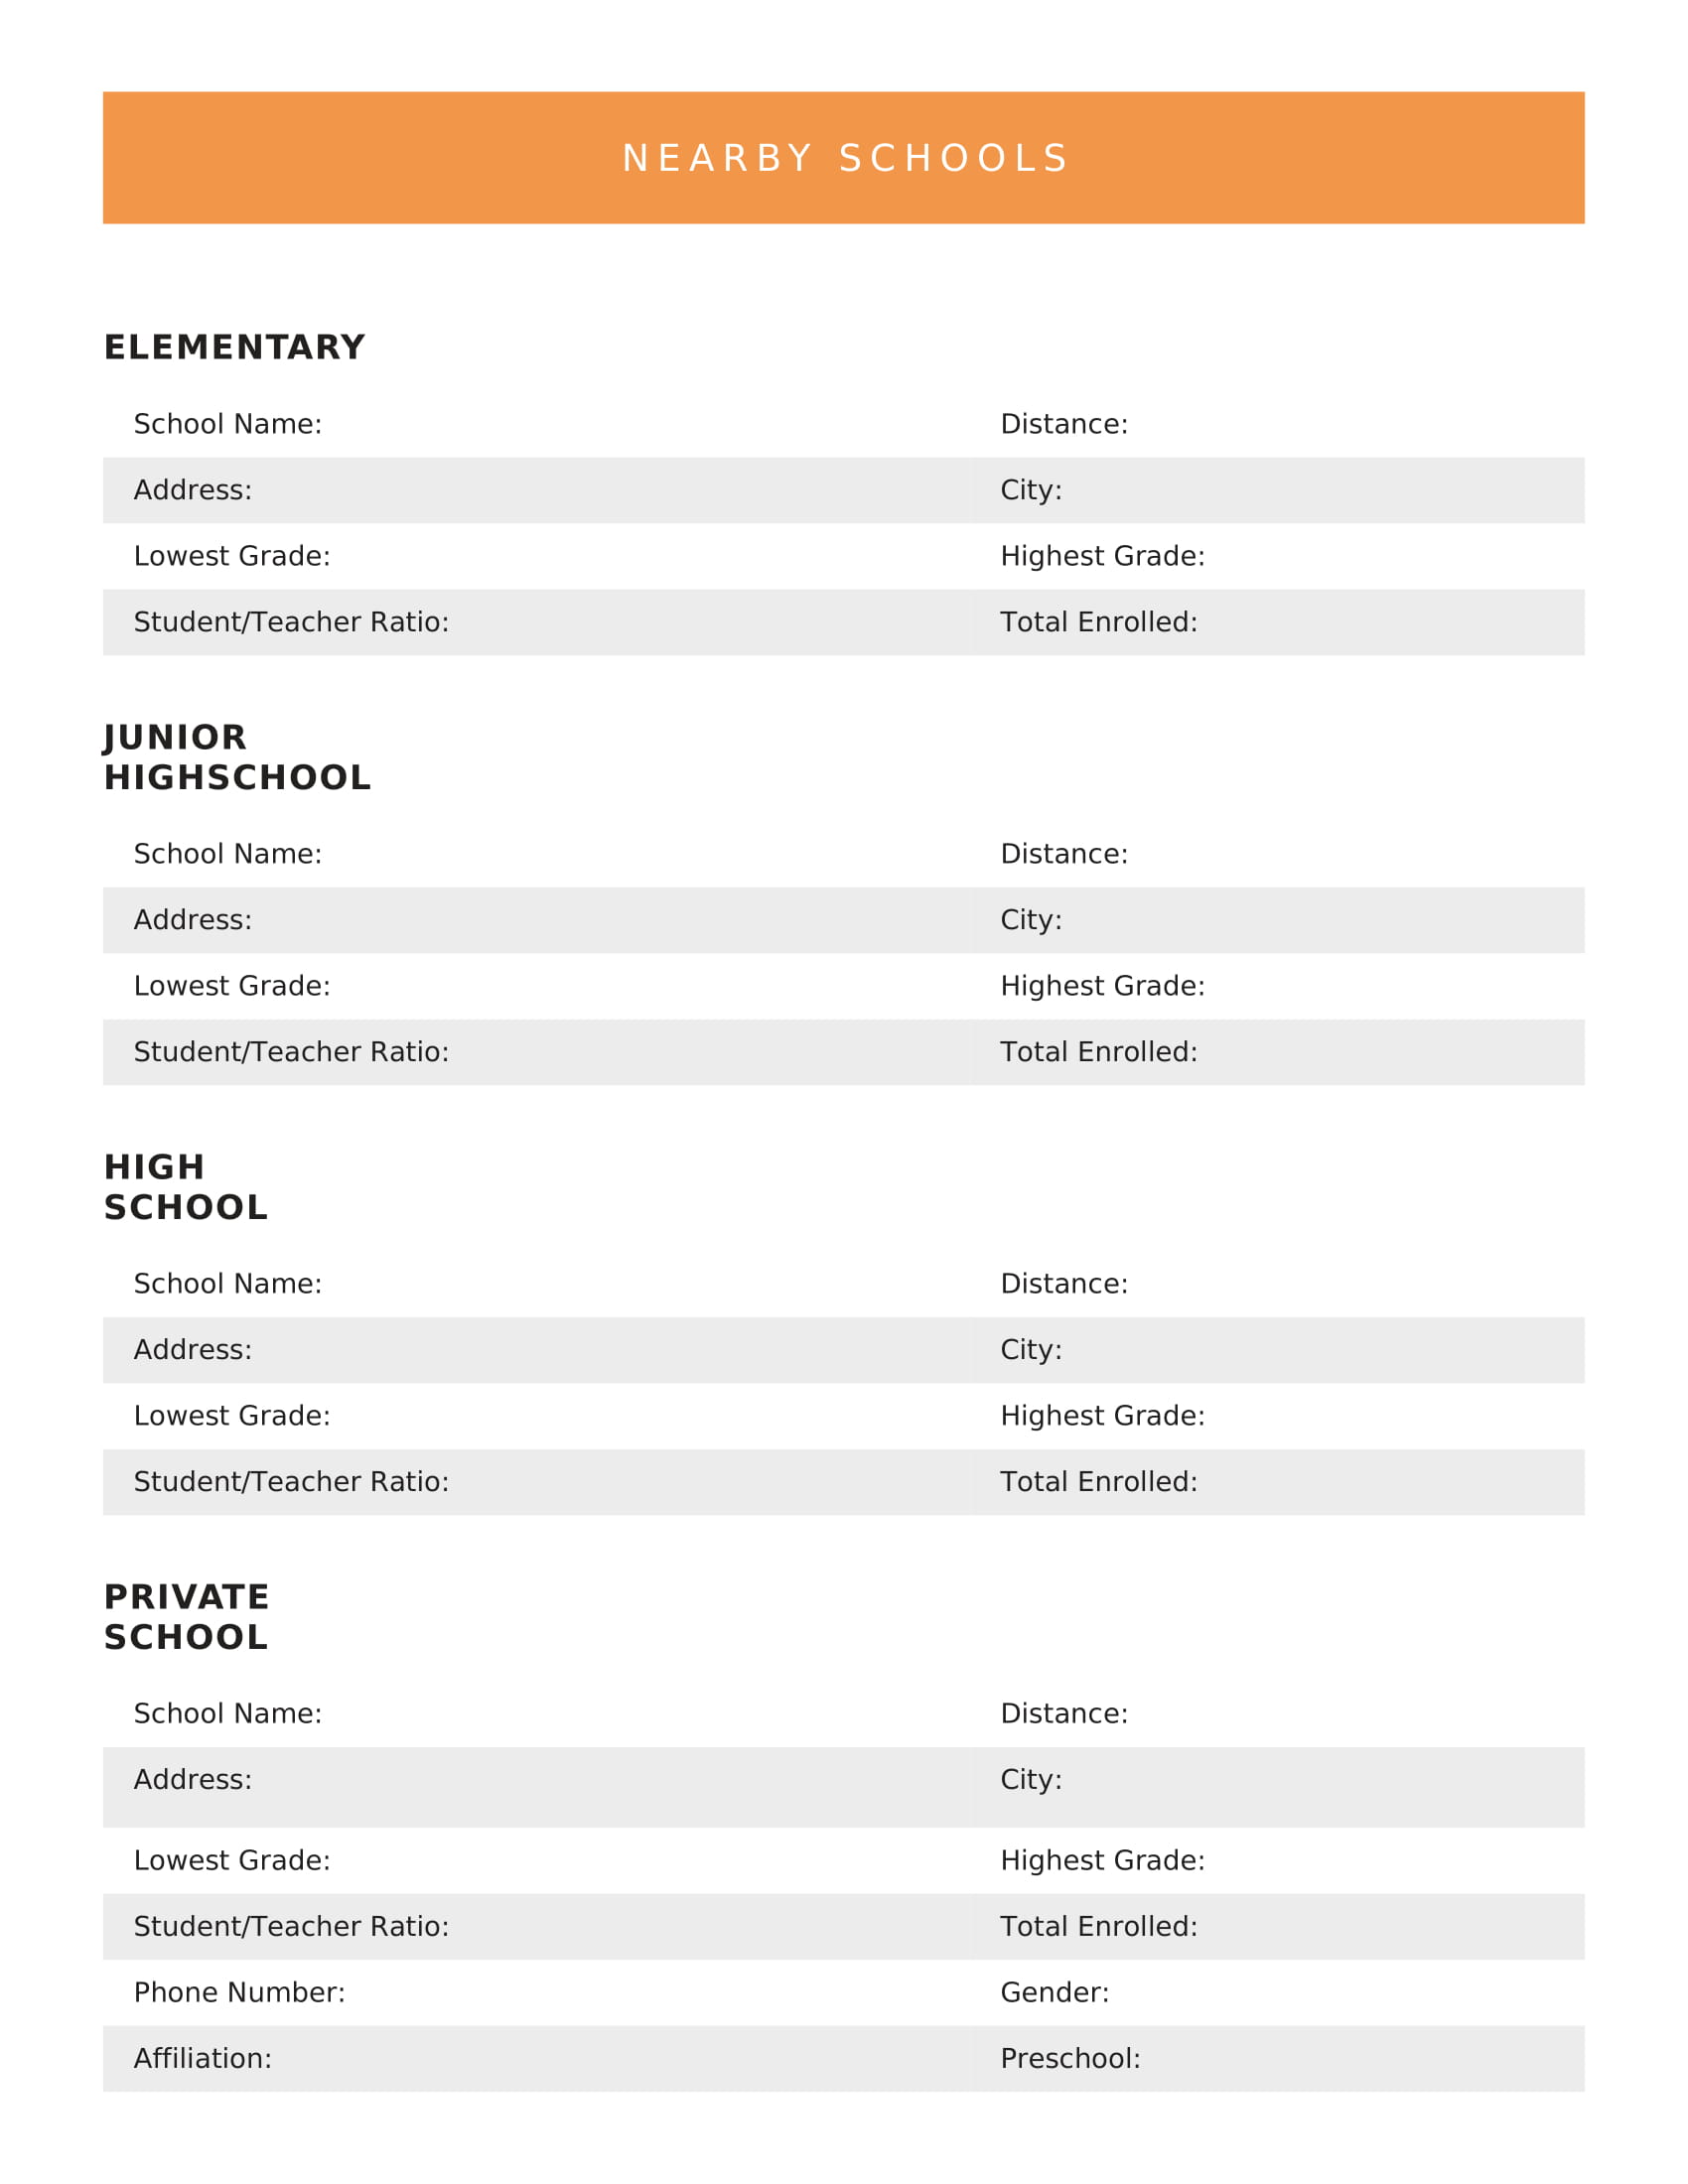 NEARBY SCHOOLS
ELEMENTARY
School Name: Distance:
Address: City:
Lowest Grade: Highest Grade:
Student/Teacher Ratio: Total Enrolled:
JUNIOR
HIGHSCHOOL
School Name: Distance:
Address: City:
Lowest Grade: Highest Grade:
Student/Teacher Ratio: Total Enrolled:
HIGH
SCHOOL
School Name: Distance:
Address: City:
Lowest Grade: Highest Grade:
Student/Teacher Ratio: Total Enrolled:
PRIVATE
SCHOOL
School Name: Distance:
Address: City:
Lowest Grade: Highest Grade:
Student/Teacher Ratio: Total Enrolled:
Phone Number: Gender:
Affiliation: Preschool: